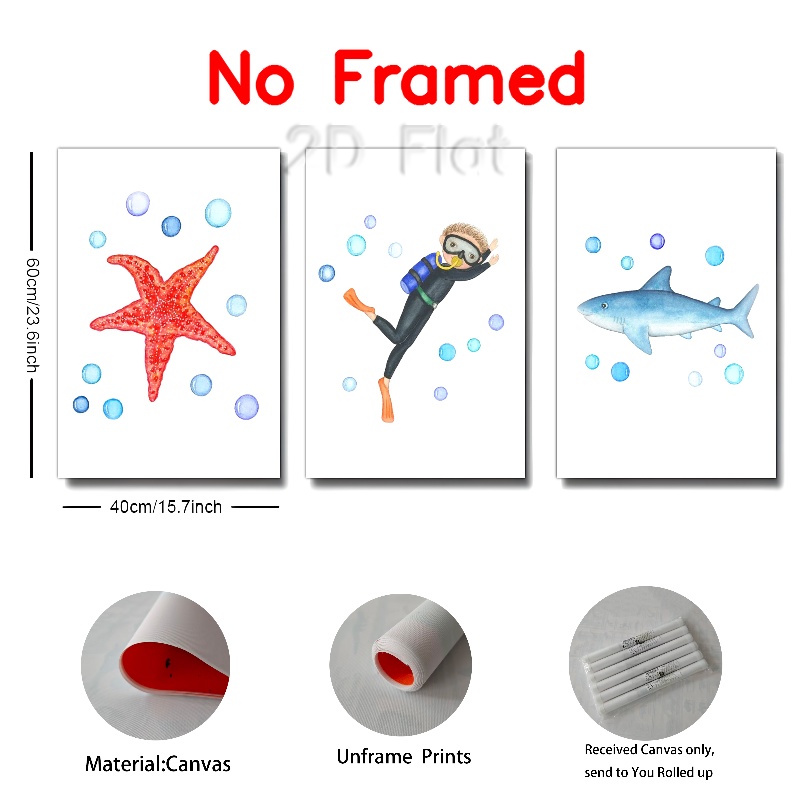 No Framed
2D Flat
60cm/23.6inch
40cm/15.7inch
Material:Canvas
Unframe Prints
Received Canvas only,
send to You Rolled up